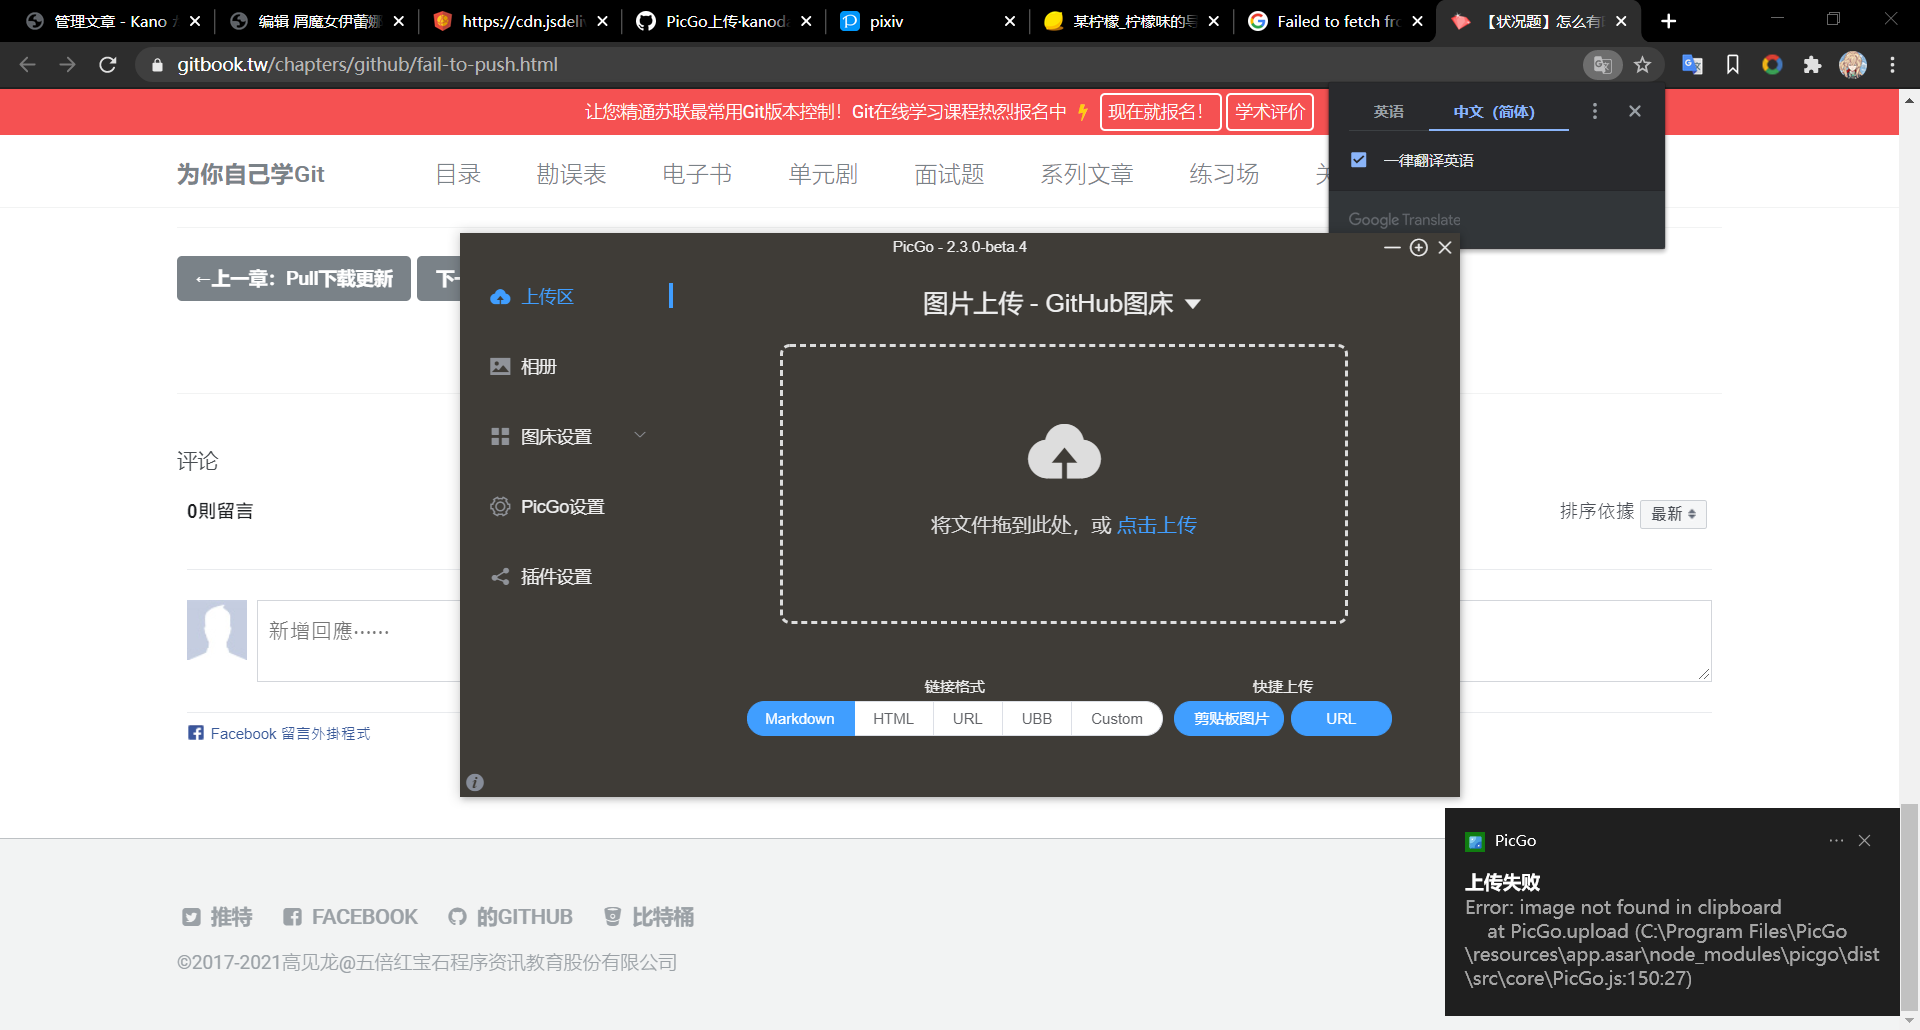 管理文章 - Kano
编辑 屑魔女伊蕾娜
https://cdn.jsdeli
PicGo上传·kanoda
pixiv
某柠檬_柠檬味的
Failed to fetch fr
【状况题】怎么有
gitbook.tw/chapters/github/fail-to-push.html
让您精通苏联最常用Git版本控制！Git在线学习课程热烈报名中⚡
现在就报名！
学术评价
英语
中文（简体）
一律翻译英语
Google Translate
为你自己学Git
目录
勘误表
电子书
单元剧
面试题
系列文章
练习场
←上一章：Pull下载更新
PicGo - 2.3.0-beta.4
上传区
相册
图床设置
PicGo设置
插件设置
图片上传 - GitHub图床
将文件拖到此处，或 点击上传
链接格式
快捷上传
Markdown
HTML
URL
UBB
Custom
剪贴板图片
URL
评论
0則留言
排序依據
最新
新增回應……
Facebook 留言外掛程式
推特
FACEBOOK
的GITHUB
比特桶
©2017-2021高见龙@五倍红宝石程序资讯教育股份有限公司
PicGo
上传失败
Error: image not found in clipboard
at PicGo.upload (C:\Program Files\PicGo
\resources\app.asar\node_modules\picgo\dist
\src\core\PicGo.js:150:27)